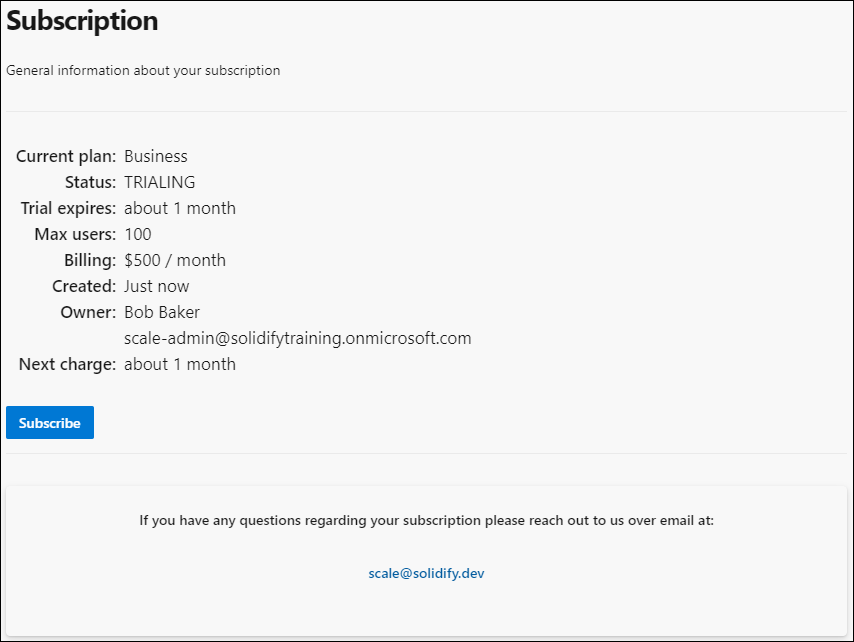 Subscription
General information about your subscription
Current plan: Business
Status: TRIALING
Trial expires: about 1 month
Max users: 100
Billing: $500 / month
Created: Just now
Owner: Bob Baker
scale-admin@solidifytraining.onmicrosoft.com
Next charge: about 1 month
Subscribe
If you have any questions regarding your subscription please reach out to us over email at:
scale@solidify.dev